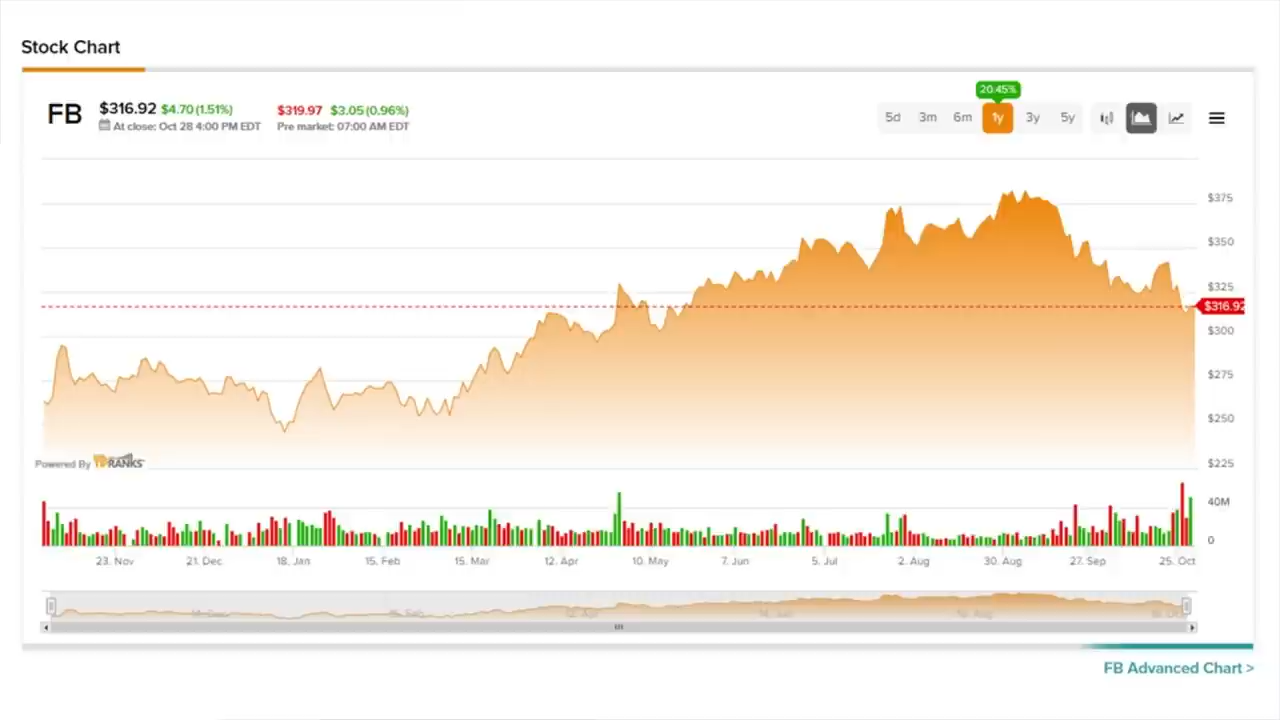 Stock Chart
20.45%
FB $316.92 $4.70 (1.51%) $319.97 $3.05 (0.96%) 5d 3m 6m 1y 3y 5y
At close: Oct 28 4:00 PM EDT Pre market: 07:00 AM EDT
$375
$350
$325
$316.92
$300
$275
$250
$225
Powered By TIPRANKS
40M
0
23. Nov 21. Dec 18. Jan 15. Feb 15. Mar 12. Apr 10. May 7. Jun 5. Jul 2. Aug 30. Aug 27. Sep 25. Oct
FB Advanced Chart >